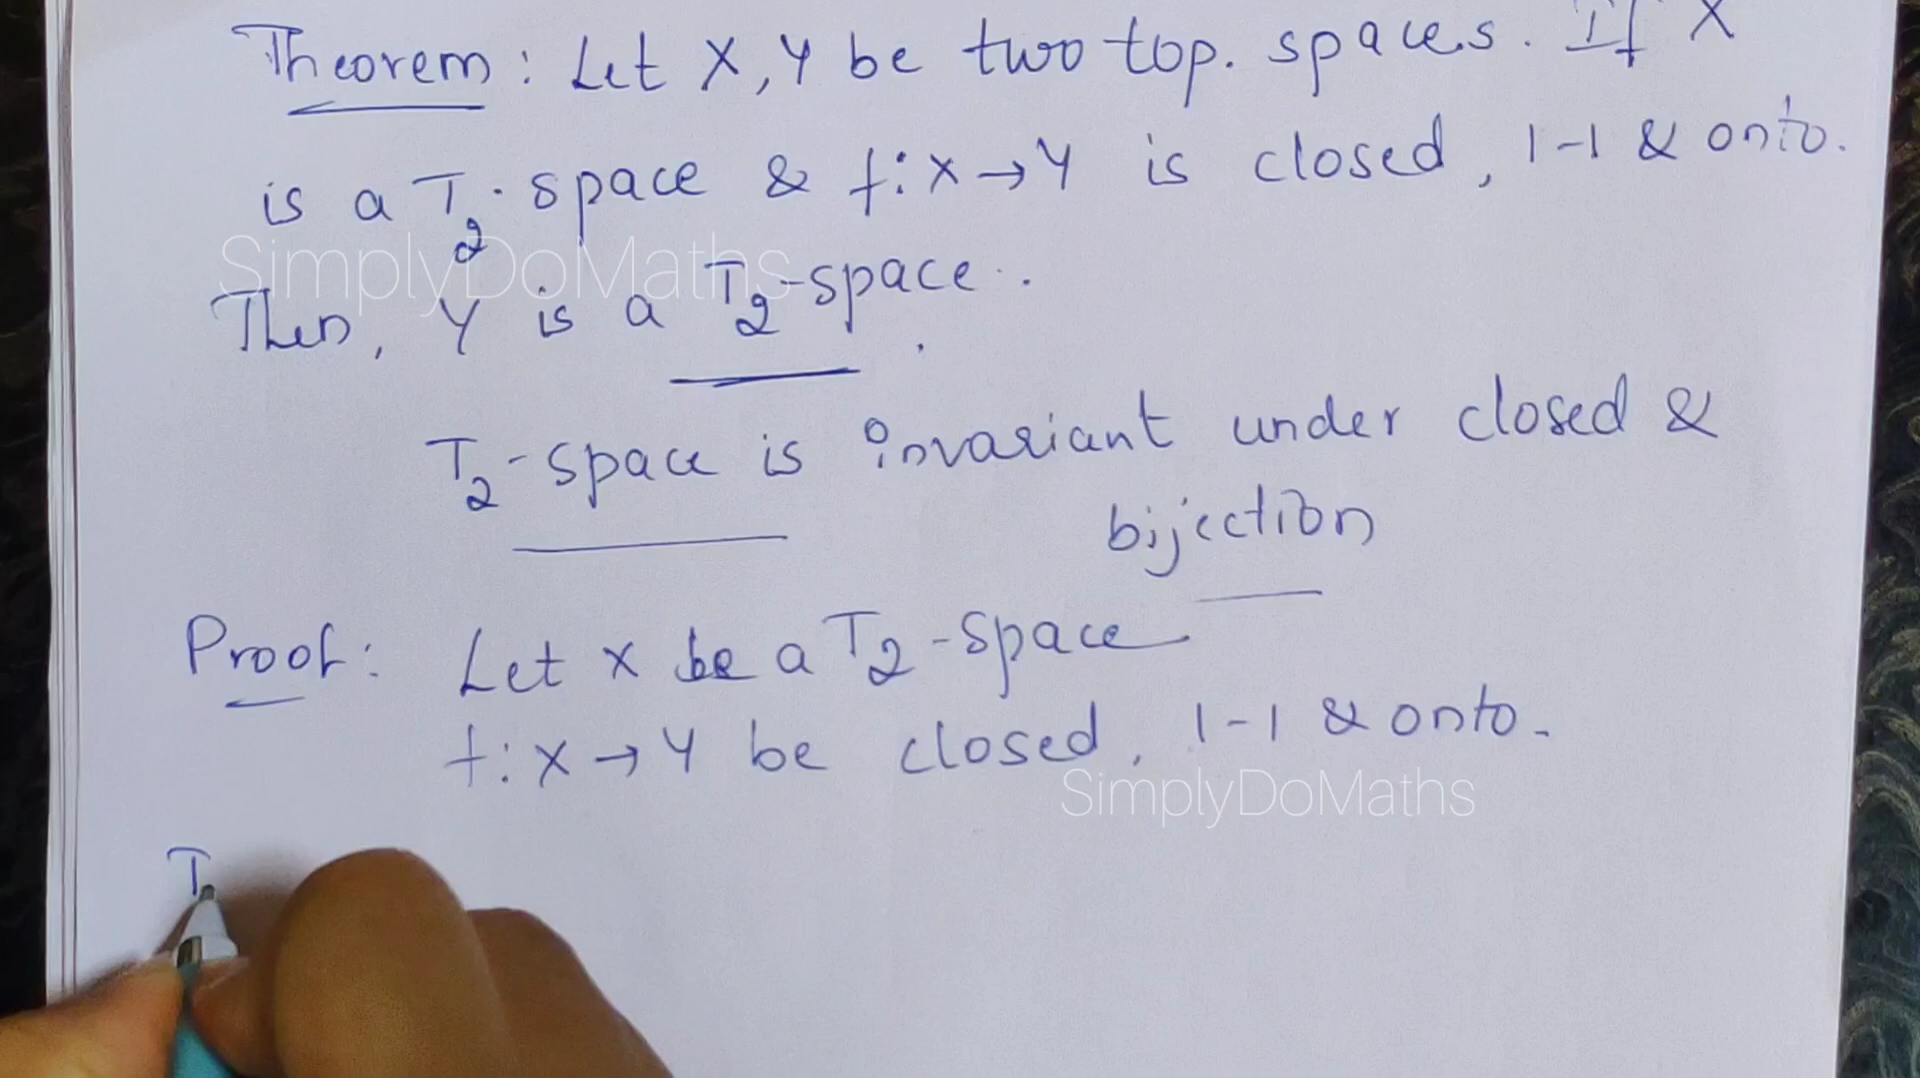 Theorem: Let X, Y be two top. spaces. If X
is a T₂-space & f: X→Y is closed, 1-1 & onto.
SimplyDoMaths
Then, Y is a T₂-space.
T₂-space is invariant under closed &
bijection
Proof: Let X be a T₂-space
f: X→Y be closed, 1-1 & onto.
SimplyDoMaths
T